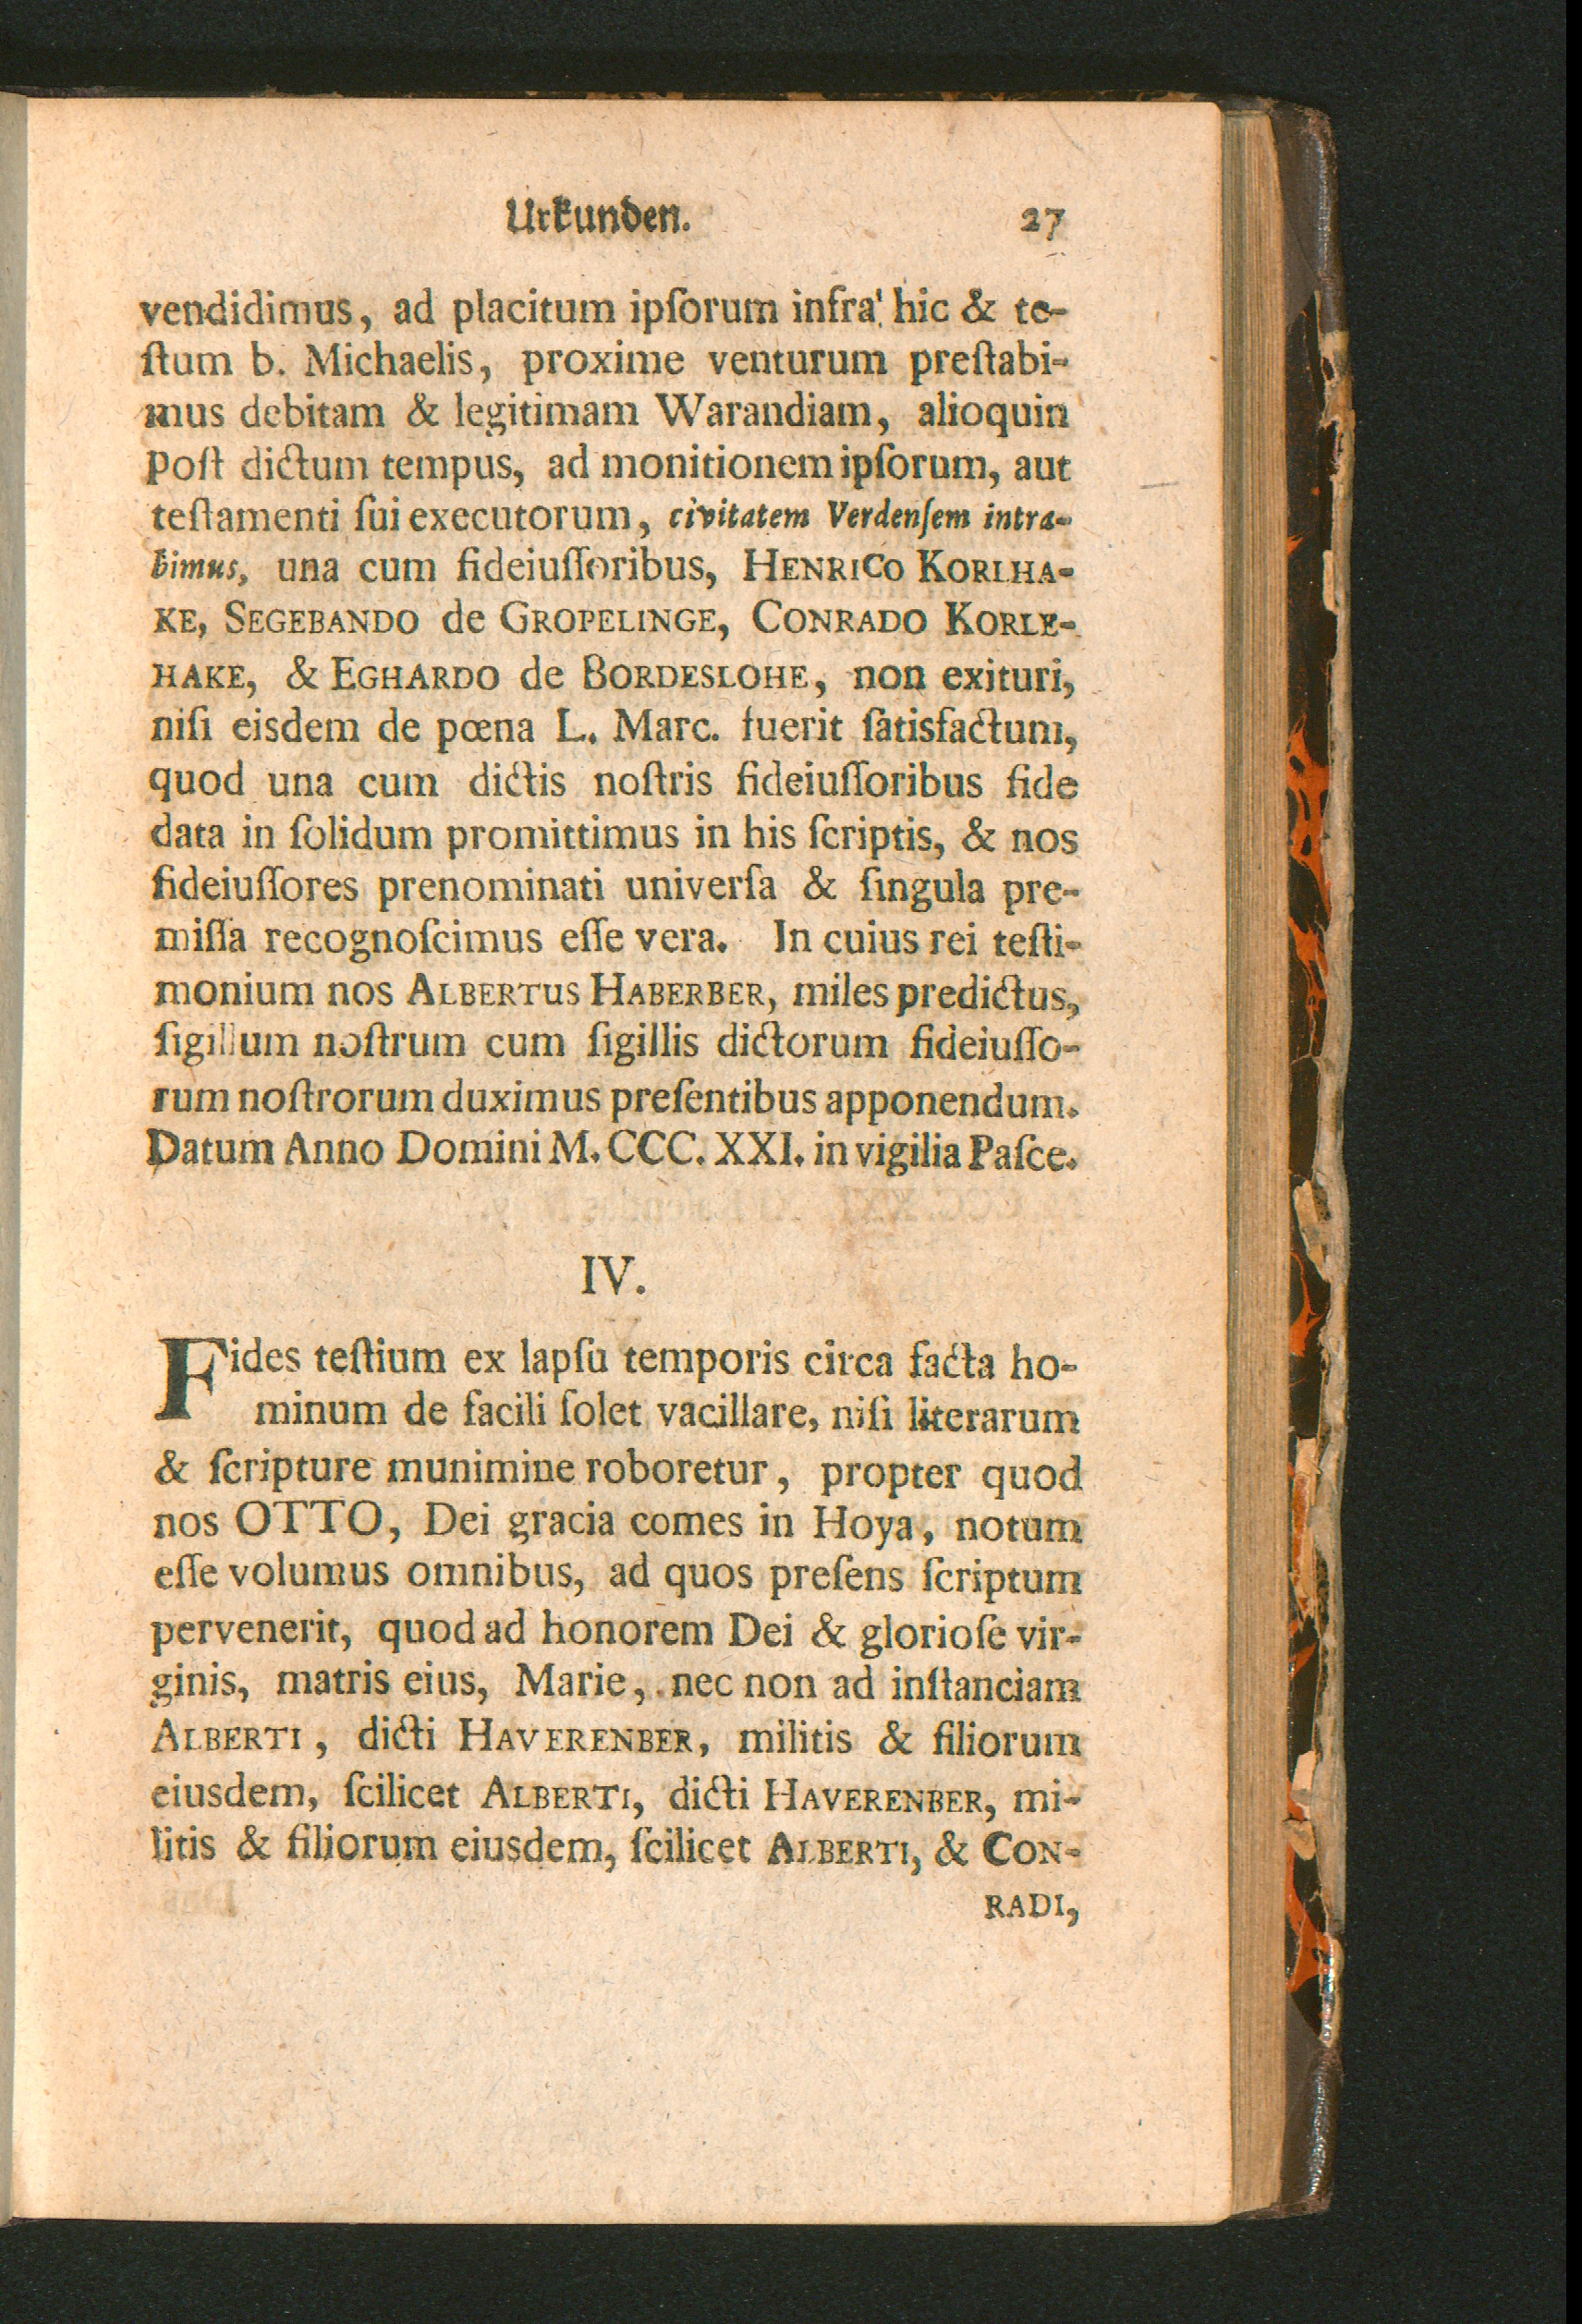 Urkunden. 27
vendidimus, ad placitum ipſorum infra' hic & te-
ſtum b. Michaelis, proxime venturum preſtabi-
mus debitam & legitimam Warandiam, alioquin
poſt dictum tempus, ad monitionem ipſorum, aut
teſtamenti ſui executorum, civitatem Verdenſem intra-
bimus, una cum fideiuſſoribus, HENRICO KORLHA-
KE, SEGEBANDO de GROPELINGE, CONRADO KORLE-
HAKE, & EGHARDO de BORDESLOHE, non exituri,
niſi eisdem de pœna L. Marc. fuerit ſatisfactum,
quod una cum dictis noſtris fideiuſſoribus fide
data in ſolidum promittimus in his ſcriptis, & nos
fideiuſſores prenominati univerſa & ſingula pre-
miſſa recognoſcimus eſſe vera. In cuius rei teſti-
monium nos ALBERTUS HABERBER, miles predictus,
ſigillum noſtrum cum ſigillis dictorum fideiuſſo-
rum noſtrorum duximus preſentibus apponendum.
Datum Anno Domini M. CCC. XXI. in vigilia Paſce.
IV.
Fides teſtium ex lapſu temporis circa facta ho-
minum de facili ſolet vacillare, niſi literarum
& ſcripture munimine roboretur, propter quod
nos OTTO, Dei gracia comes in Hoya, notum
eſſe volumus omnibus, ad quos preſens ſcriptum
pervenerit, quod ad honorem Dei & glorioſe vir-
ginis, matris eius, Marie, nec non ad inſtanciam
ALBERTI, dicti HAVERENBER, militis & filiorum
eiusdem, ſcilicet ALBERTI, dicti HAVERENBER, mi-
litis & filiorum eiusdem, ſcilicet ALBERTI, & CON-
RADI,